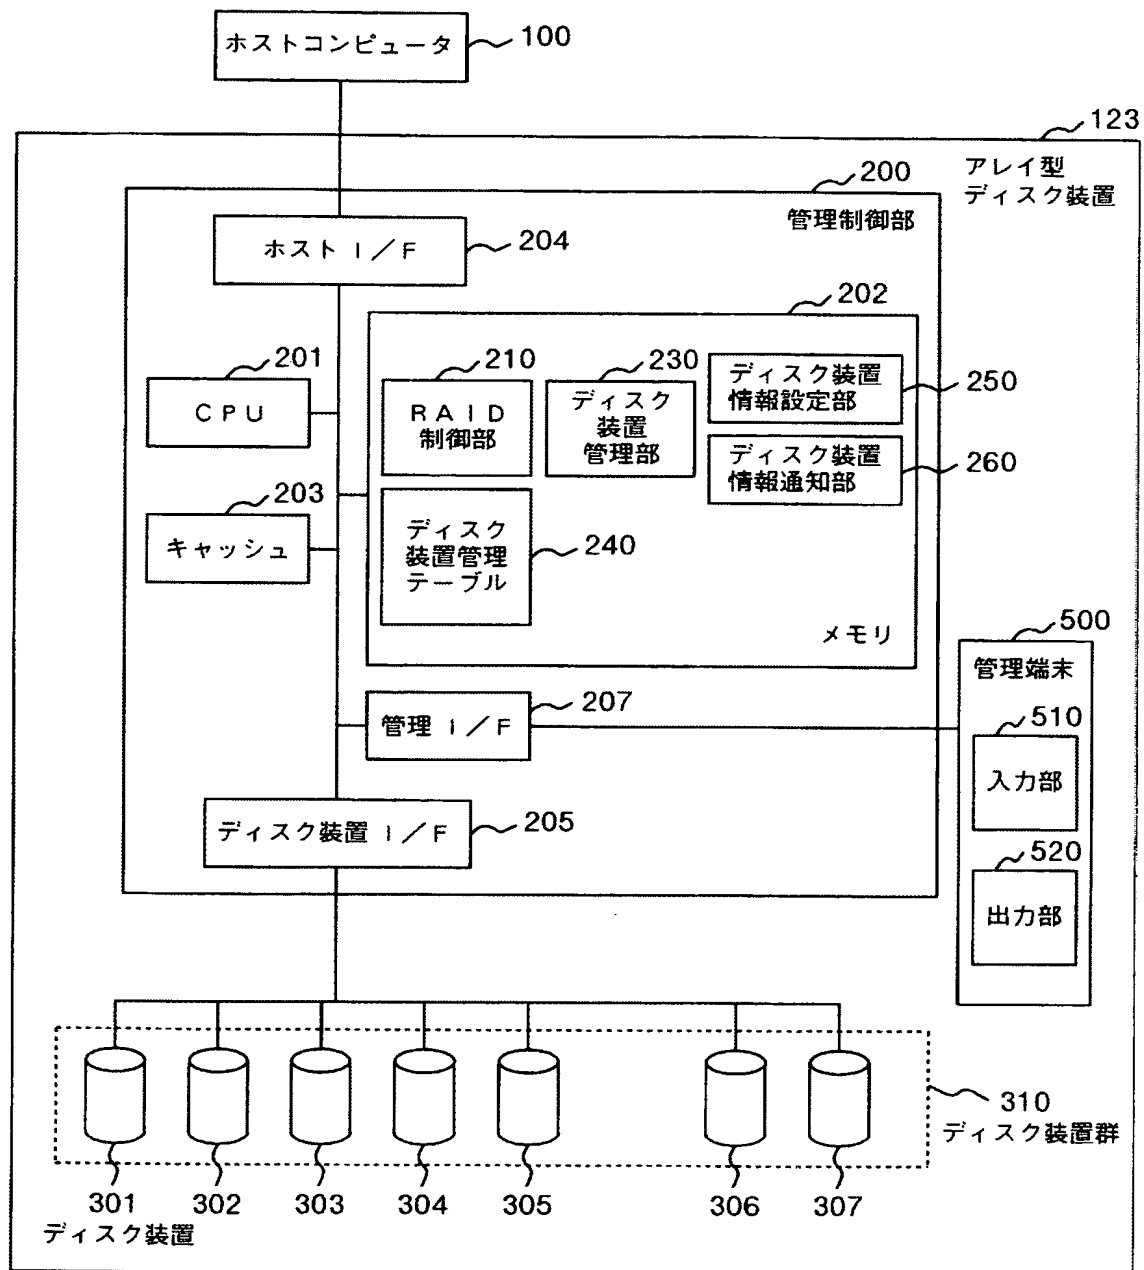 ホストコンピュータ
100
123
アレイ型
ディスク装置
200
管理制御部
ホスト I／F
204
202
201
CPU
210
RAID
制御部
230
ディスク
装置
管理部
ディスク装置
情報設定部
250
ディスク装置
情報通知部
260
203
キャッシュ
ディスク
装置管理
テーブル
240
メモリ
500
管理端末
207
管理 I／F
510
入力部
ディスク装置 I／F
205
520
出力部
310
ディスク装置群
301
302
303
304
305
306
307
ディスク装置